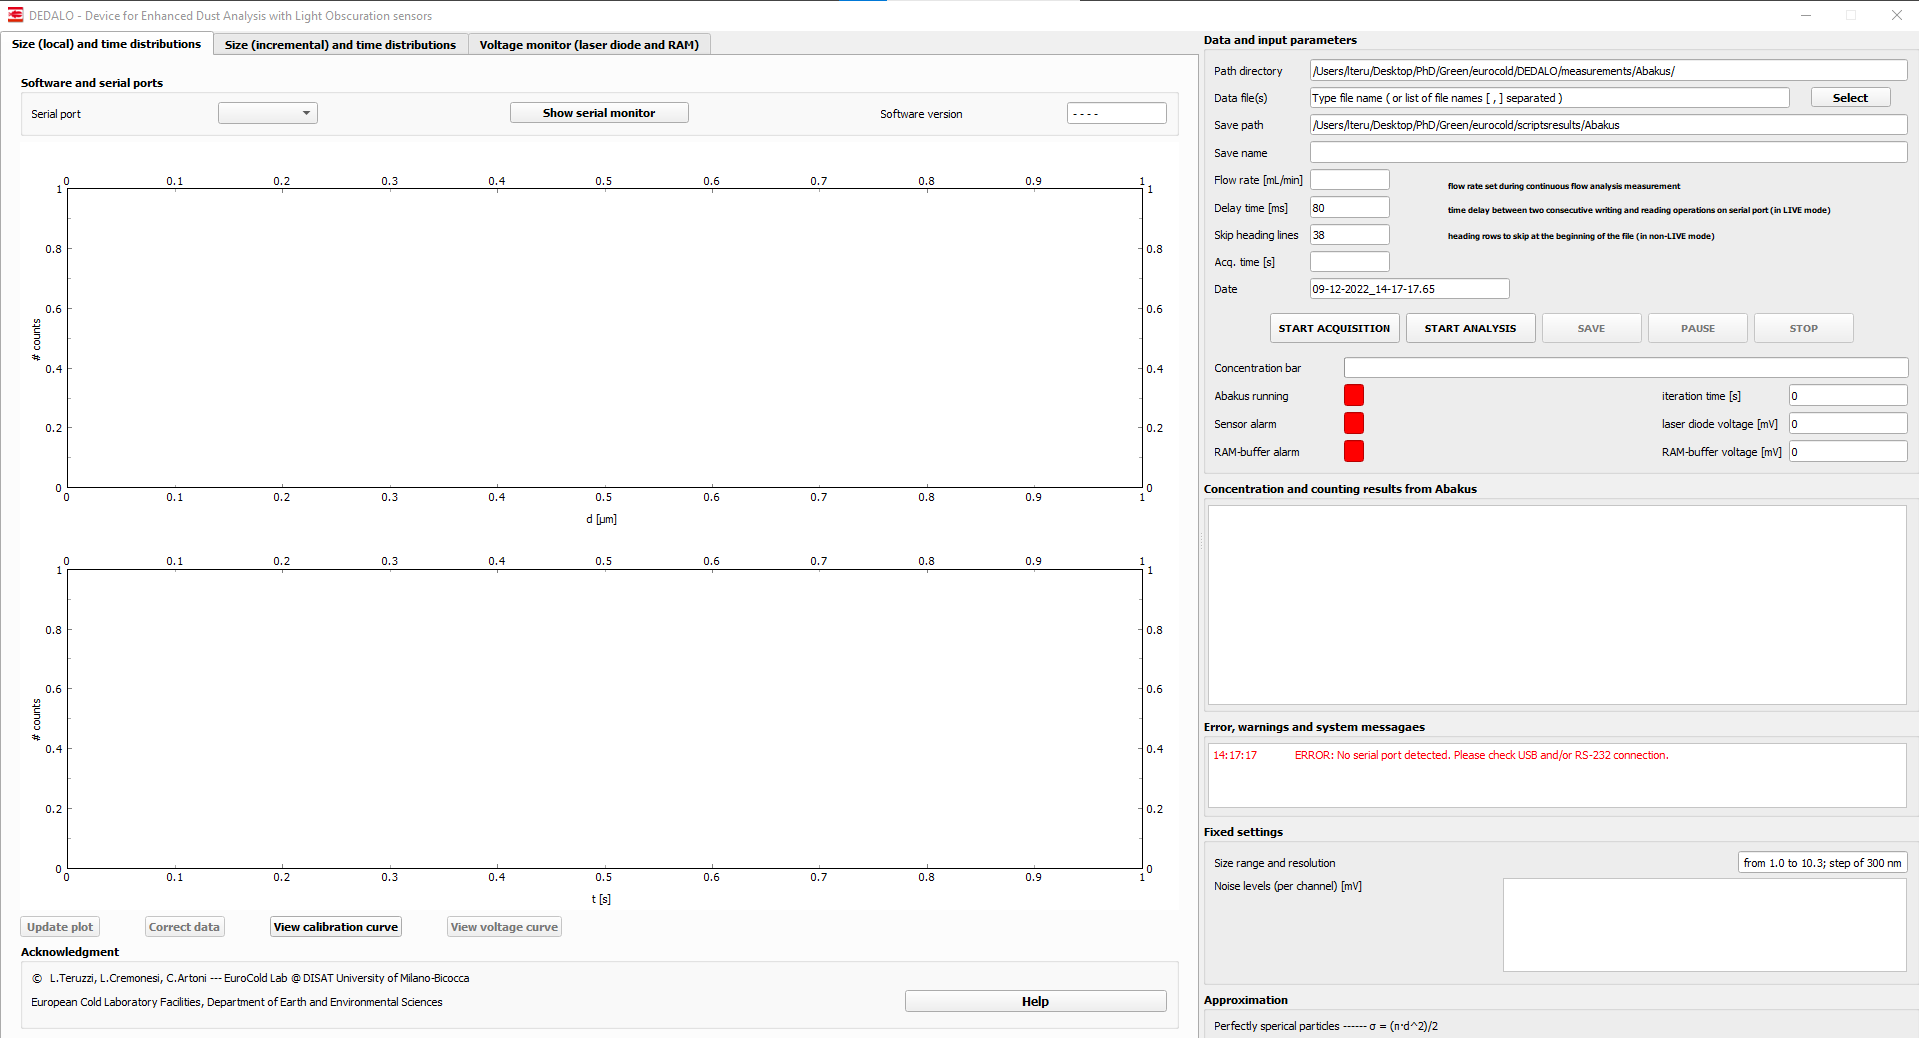 DEDALO - Device for Enhanced Dust Analysis with Light Obscuration sensors
Size (local) and time distributions
Size (incremental) and time distributions
Voltage monitor (laser diode and RAM)
Software and serial ports
Serial port
Show serial monitor
Software version
- - - -
0 0.1 0.2 0.3 0.4 0.5 0.6 0.7 0.8 0.9 1
1 1
0.8 0.8
0.6 0.6
# counts
0.4 0.4
0.2 0.2
0 0
0 0.1 0.2 0.3 0.4 0.5 0.6 0.7 0.8 0.9 1
d [µm]
0 0.1 0.2 0.3 0.4 0.5 0.6 0.7 0.8 0.9 1
1 1
0.8 0.8
0.6 0.6
# counts
0.4 0.4
0.2 0.2
0 0
0 0.1 0.2 0.3 0.4 0.5 0.6 0.7 0.8 0.9 1
t [s]
Update plot
Correct data
View calibration curve
View voltage curve
Acknowledgment
© L.Teruzzi, L.Cremonesi, C.Artoni --- EuroCold Lab @ DISAT University of Milano-Bicocca
European Cold Laboratory Facilities, Department of Earth and Environmental Sciences
Help
Data and input parameters
Path directory /Users/lteru/Desktop/PhD/Green/eurocold/DEDALO/measurements/Abakus/
Data file(s) Type file name ( or list of file names [ , ] separated ) Select
Save path /Users/lteru/Desktop/PhD/Green/eurocold/scriptsresults/Abakus
Save name
Flow rate [mL/min] flow rate set during continuous flow analysis measurement
Delay time [ms] 80 time delay between two consecutive writing and reading operations on serial port (in LIVE mode)
Skip heading lines 38 heading rows to skip at the beginning of the file (in non-LIVE mode)
Acq. time [s]
Date 09-12-2022_14-17-17.65
START ACQUISITION START ANALYSIS SAVE PAUSE STOP
Concentration bar
Abakus running iteration time [s] 0
Sensor alarm laser diode voltage [mV] 0
RAM-buffer alarm RAM-buffer voltage [mV] 0
Concentration and counting results from Abakus
Error, warnings and system messagaes
14:17:17 ERROR: No serial port detected. Please check USB and/or RS-232 connection.
Fixed settings
Size range and resolution from 1.0 to 10.3; step of 300 nm
Noise levels (per channel) [mV]
Approximation
Perfectly sperical particles ------ σ = (π·d^2)/2